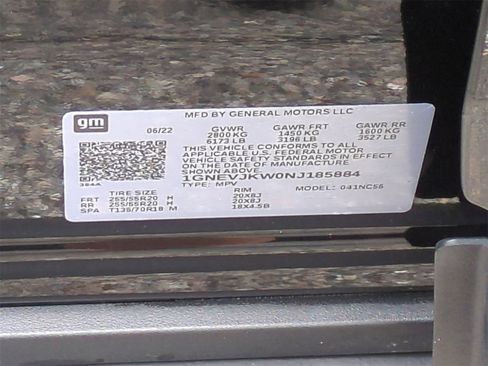 gm
MFD BY GENERAL MOTORS LLC
06/22 GVWR GAWR FRT GAWR RR
2800 KG 1450 KG 1600 KG
6173 LB 3196 LB 3527 LB
THIS VEHICLE CONFORMS TO ALL
APPLICABLE U.S. FEDERAL MOTOR
VEHICLE SAFETY STANDARDS IN EFFECT
ON THE DATE OF MANUFACTURE
SHOWN ABOVE.
1GNEVJKW0NJ185884
384A TYPE: MPV MODEL: 041NC56
TIRE SIZE RIM
FRT 255/55R20 H 20X8J
RR 255/55R20 H 20X8J
SPA T135/70R18 M 18X4.5B